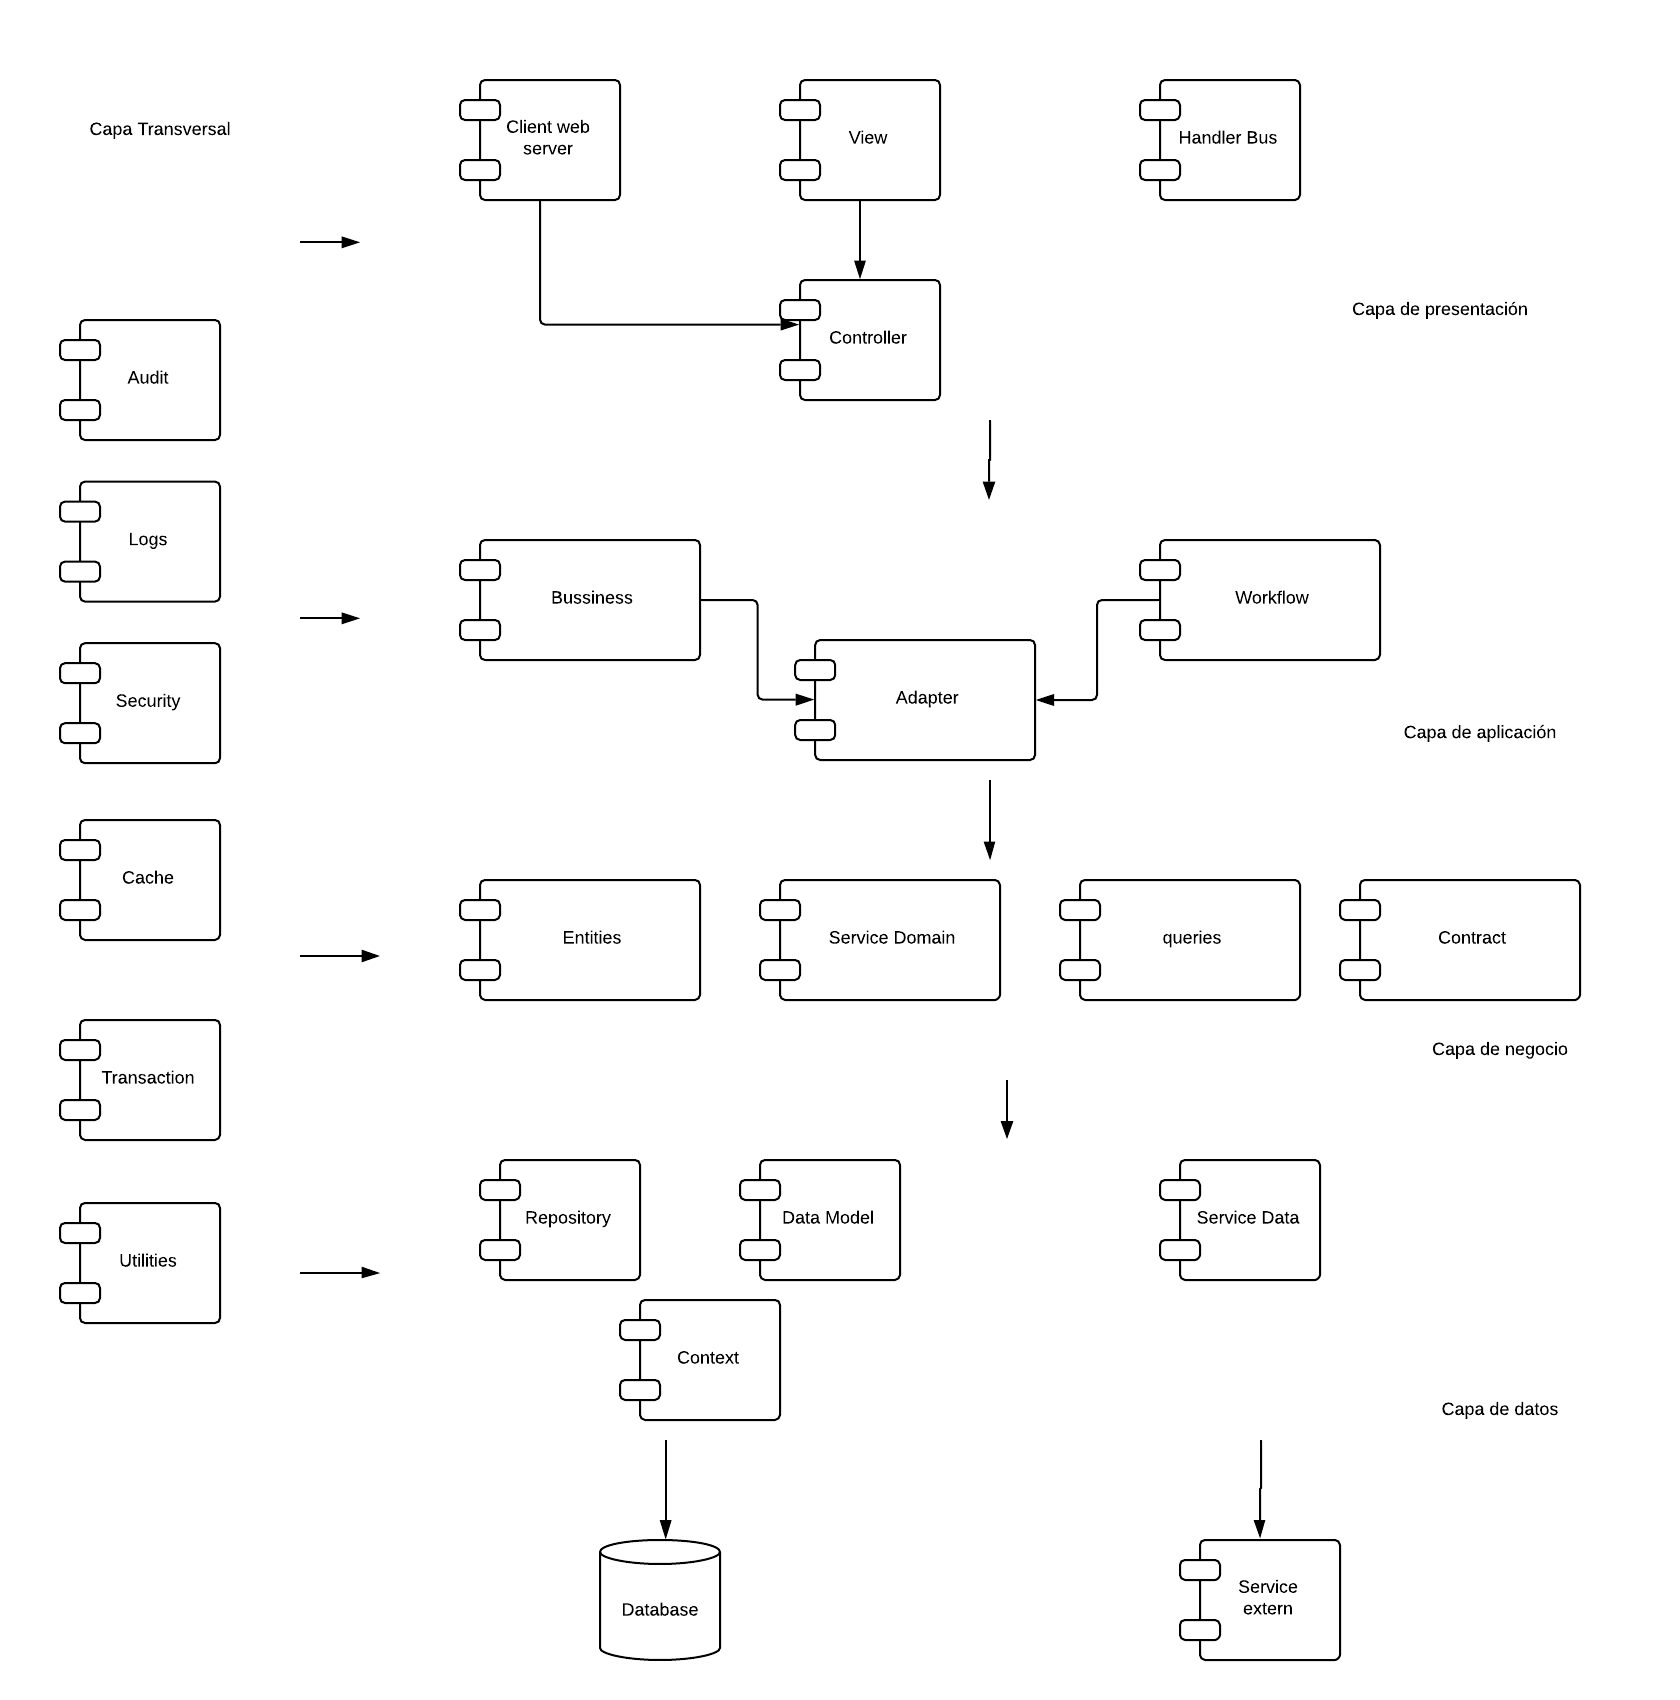 Capa Transversal
Client web
server
View
Handler Bus
Capa de presentación
Controller
Audit
Logs
Security
Cache
Transaction
Utilities
Bussiness
Workflow
Adapter
Capa de aplicación
Entities
Service Domain
queries
Contract
Capa de negocio
Repository
Data Model
Service Data
Context
Capa de datos
Database
Service
extern